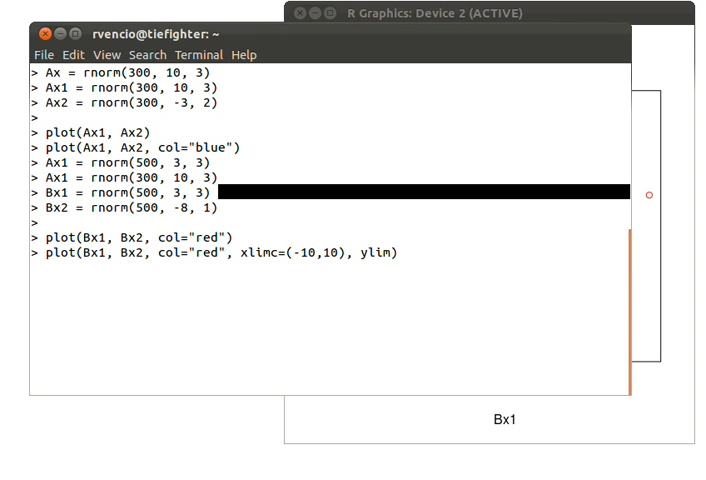 R Graphics: Device 2 (ACTIVE)
rvencio@tiefighter: ~
File Edit View Search Terminal Help
> Ax = rnorm(300, 10, 3)
> Ax1 = rnorm(300, 10, 3)
> Ax2 = rnorm(300, -3, 2)
>
> plot(Ax1, Ax2)
> plot(Ax1, Ax2, col="blue")
> Ax1 = rnorm(500, 3, 3)
> Ax1 = rnorm(300, 10, 3)
> Bx1 = rnorm(500, 3, 3)
> Bx2 = rnorm(500, -8, 1)
>
> plot(Bx1, Bx2, col="red")
> plot(Bx1, Bx2, col="red", xlimc=(-10,10), ylim)
Bx1